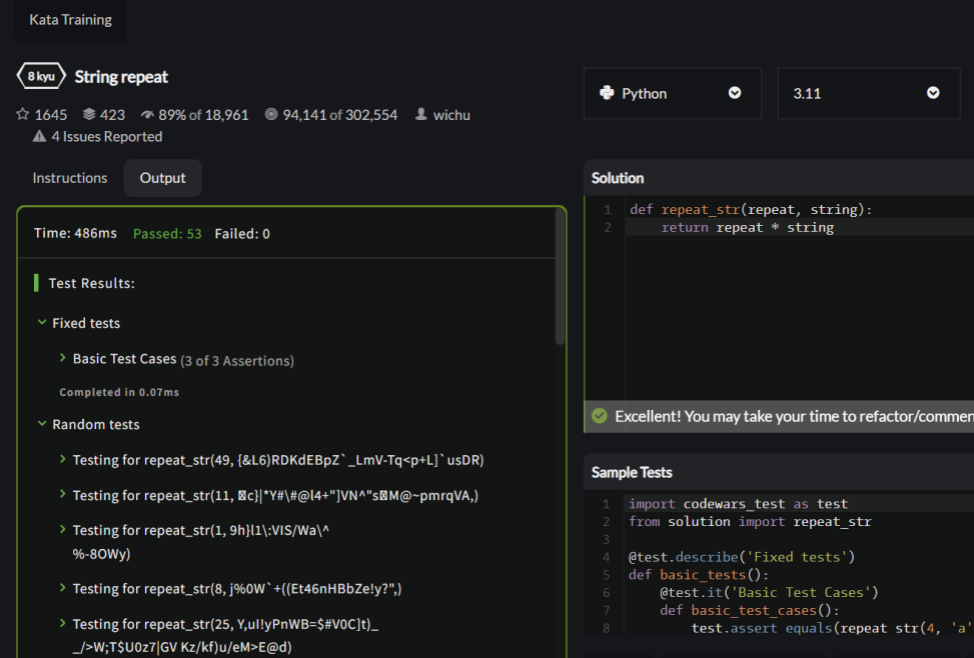 Kata Training
8 kyu String repeat
1645 423 89% of 18,961 94,141 of 302,554 wichu
4 Issues Reported
Instructions Output
Time: 486ms Passed: 53 Failed: 0
Test Results:
Fixed tests
Basic Test Cases (3 of 3 Assertions)
Completed in 0.07ms
Random tests
Testing for repeat_str(49, {&L6)RDKdEBpZ`_LmV-Tq<p+L]`usDR)
Testing for repeat_str(11, c}|*Y#\#@l4+"]VN^"sM@~pmrqVA,)
Testing for repeat_str(1, 9h}l1\:VIS/Wa\^
%-8OWy)
Testing for repeat_str(8, j%0W`+((Et46nHBbZe!y?",)
Testing for repeat_str(25, Y,uI!yPnWB=$#V0C]t)_
_/>W;T$U0z7|GV Kz/kf)u/eM>E@d)
Python 3.11
Solution
1 def repeat_str(repeat, string):
2 return repeat * string
Excellent! You may take your time to refactor/commen
Sample Tests
1 import codewars_test as test
2 from solution import repeat_str
3
4 @test.describe('Fixed tests')
5 def basic_tests():
6 @test.it('Basic Test Cases')
7 def basic_test_cases():
8 test.assert_equals(repeat_str(4, 'a'